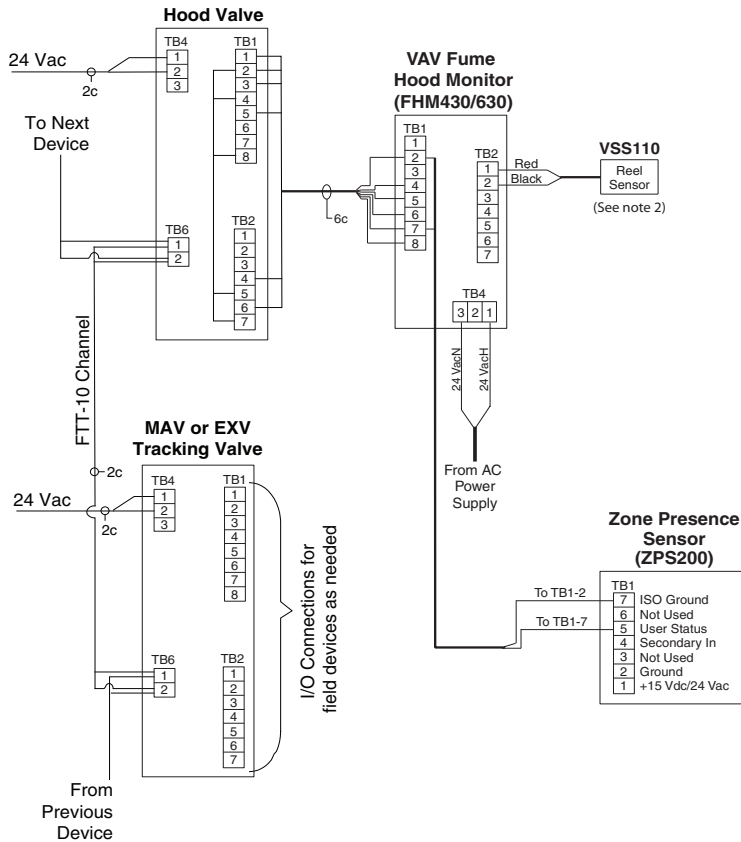 Hood Valve
24 Vac
2c
TB4
1
2
3
TB1
1
2
3
4
5
6
7
8
To Next
Device
TB6
1
2
TB2
1
2
3
4
5
6
7
6c
VAV Fume
Hood Monitor
(FHM430/630)
TB1
1
2
3
4
5
6
7
8
TB2
1
2
3
4
5
6
7
Red
Black
VSS110
Reel
Sensor
(See note 2)
TB4
3 2 1
24 VacN
24 VacH
From AC
Power
Supply
FTT-10 Channel
2c
MAV or EXV
Tracking Valve
24 Vac
2c
TB4
1
2
3
TB1
1
2
3
4
5
6
7
8
TB6
1
2
TB2
1
2
3
4
5
6
7
I/O Connections for
field devices as needed
From
Previous
Device
Zone Presence
Sensor
(ZPS200)
To TB1-2
To TB1-7
TB1
7 ISO Ground
6 Not Used
5 User Status
4 Secondary In
3 Not Used
2 Ground
1 +15 Vdc/24 Vac